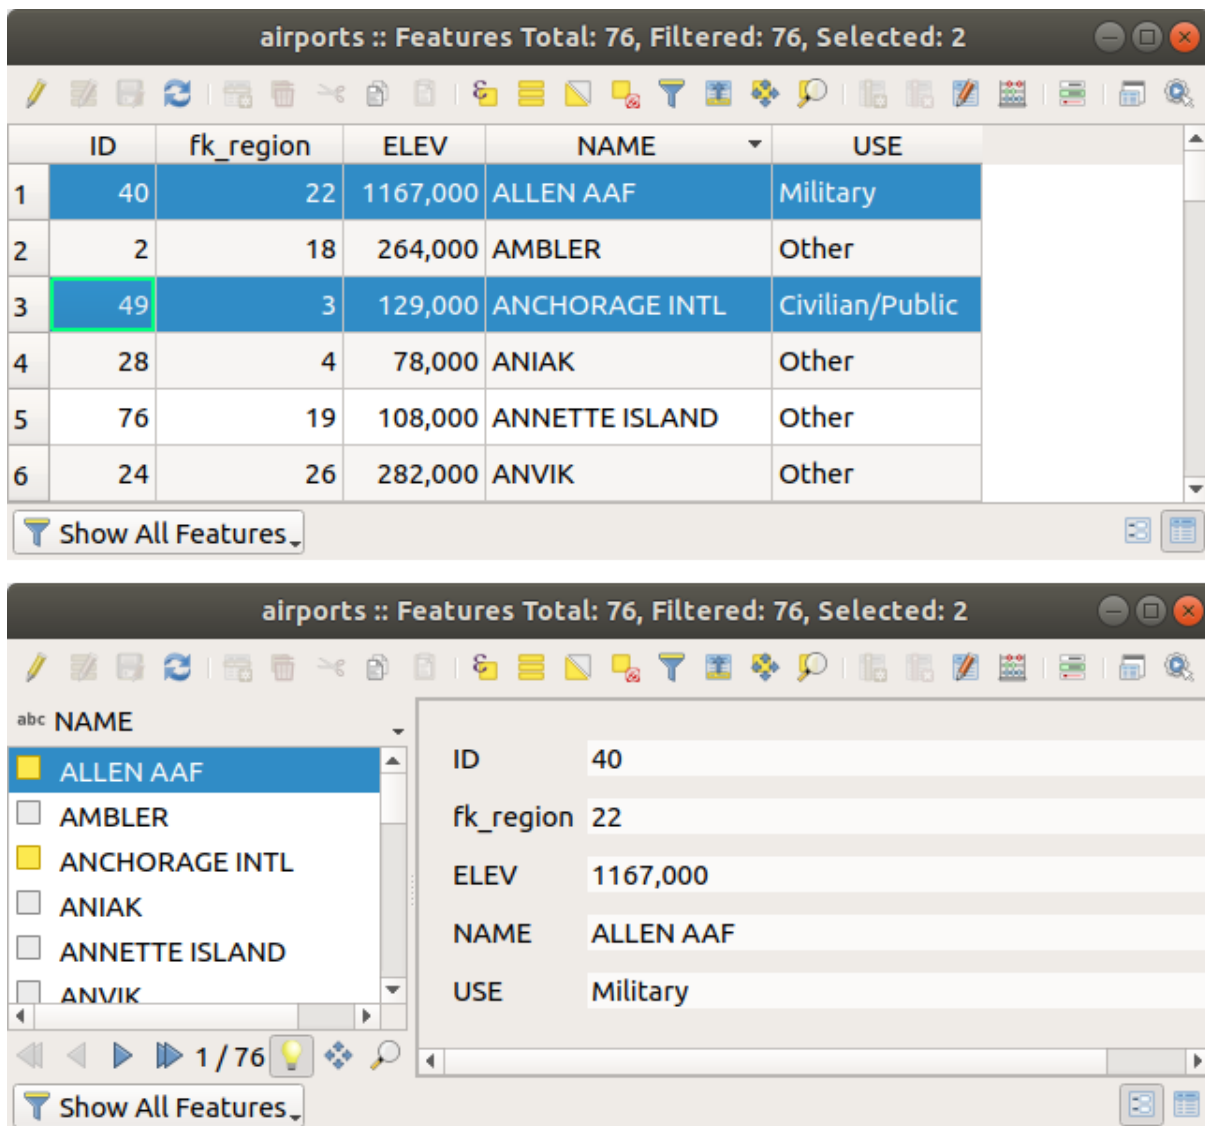 airports :: Features Total: 76, Filtered: 76, Selected: 2
ID fk_region ELEV NAME USE
1 40 22 1167,000 ALLEN AAF Military
2 2 18 264,000 AMBLER Other
3 49 3 129,000 ANCHORAGE INTL Civilian/Public
4 28 4 78,000 ANIAK Other
5 76 19 108,000 ANNETTE ISLAND Other
6 24 26 282,000 ANVIK Other
Show All Features
airports :: Features Total: 76, Filtered: 76, Selected: 2
abc NAME
ALLEN AAF
AMBLER
ANCHORAGE INTL
ANIAK
ANNETTE ISLAND
ANVIK
1 / 76
ID 40
fk_region 22
ELEV 1167,000
NAME ALLEN AAF
USE Military
Show All Features